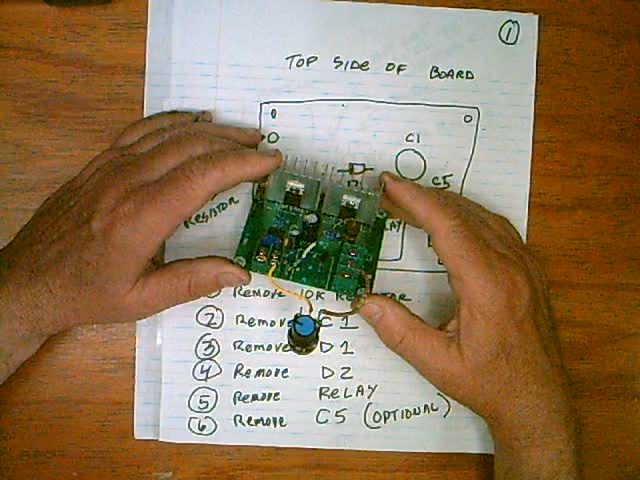 1
TOP SIDE OF BOARD
C1
C5
RESISTOR
Remove 10K
2 Remove C1
3 Remove D1
4 Remove D2
5 Remove RELAY
6 Remove C5 (OPTIONAL)